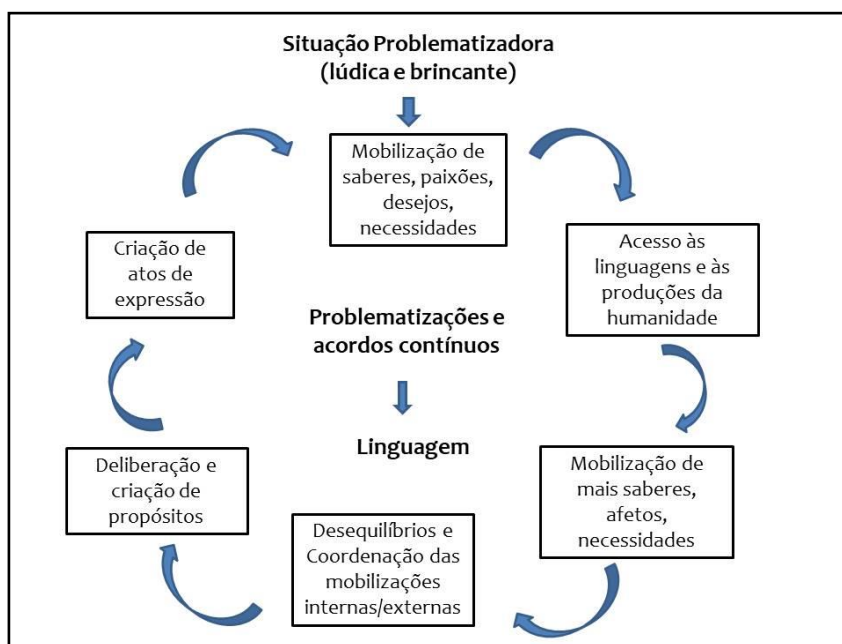 Situação Problematizadora
(lúdica e brincante)
Mobilização de
saberes, paixões,
desejos,
necessidades
Acesso às
linguagens e às
produções da
humanidade
Mobilização de
mais saberes,
afetos,
necessidades
Desequilíbrios e
Coordenação das
mobilizações
internas/externas
Deliberação e
criação de
propósitos
Criação de
atos de
expressão
Problematizações e
acordos contínuos
Linguagem